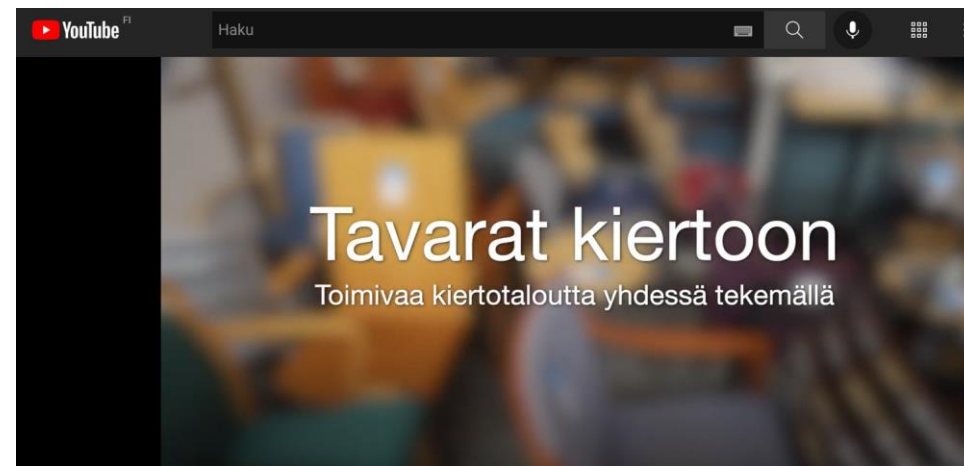 YouTube FI
Haku
Tavarat kiertoon
Toimivaa kiertotaloutta yhdessä tekemällä